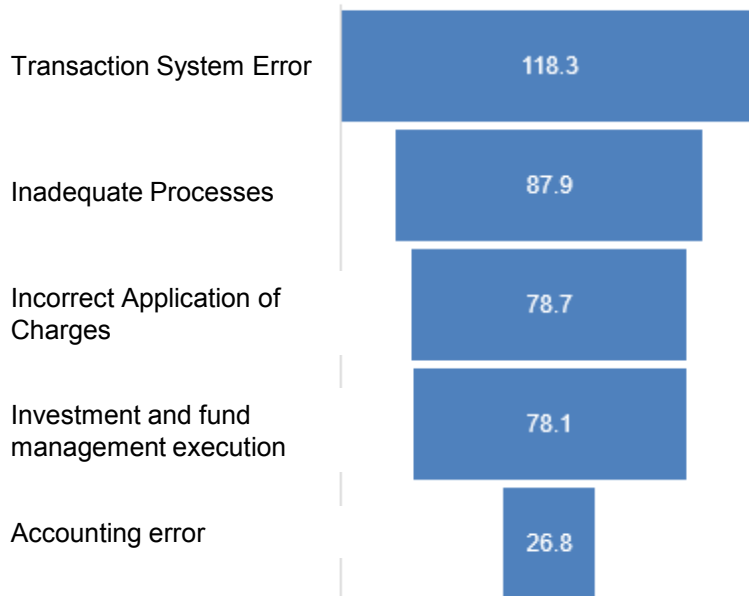 Transaction System Error
118.3
Inadequate Processes
87.9
Incorrect Application of
Charges
78.7
Investment and fund
management execution
78.1
Accounting error
26.8